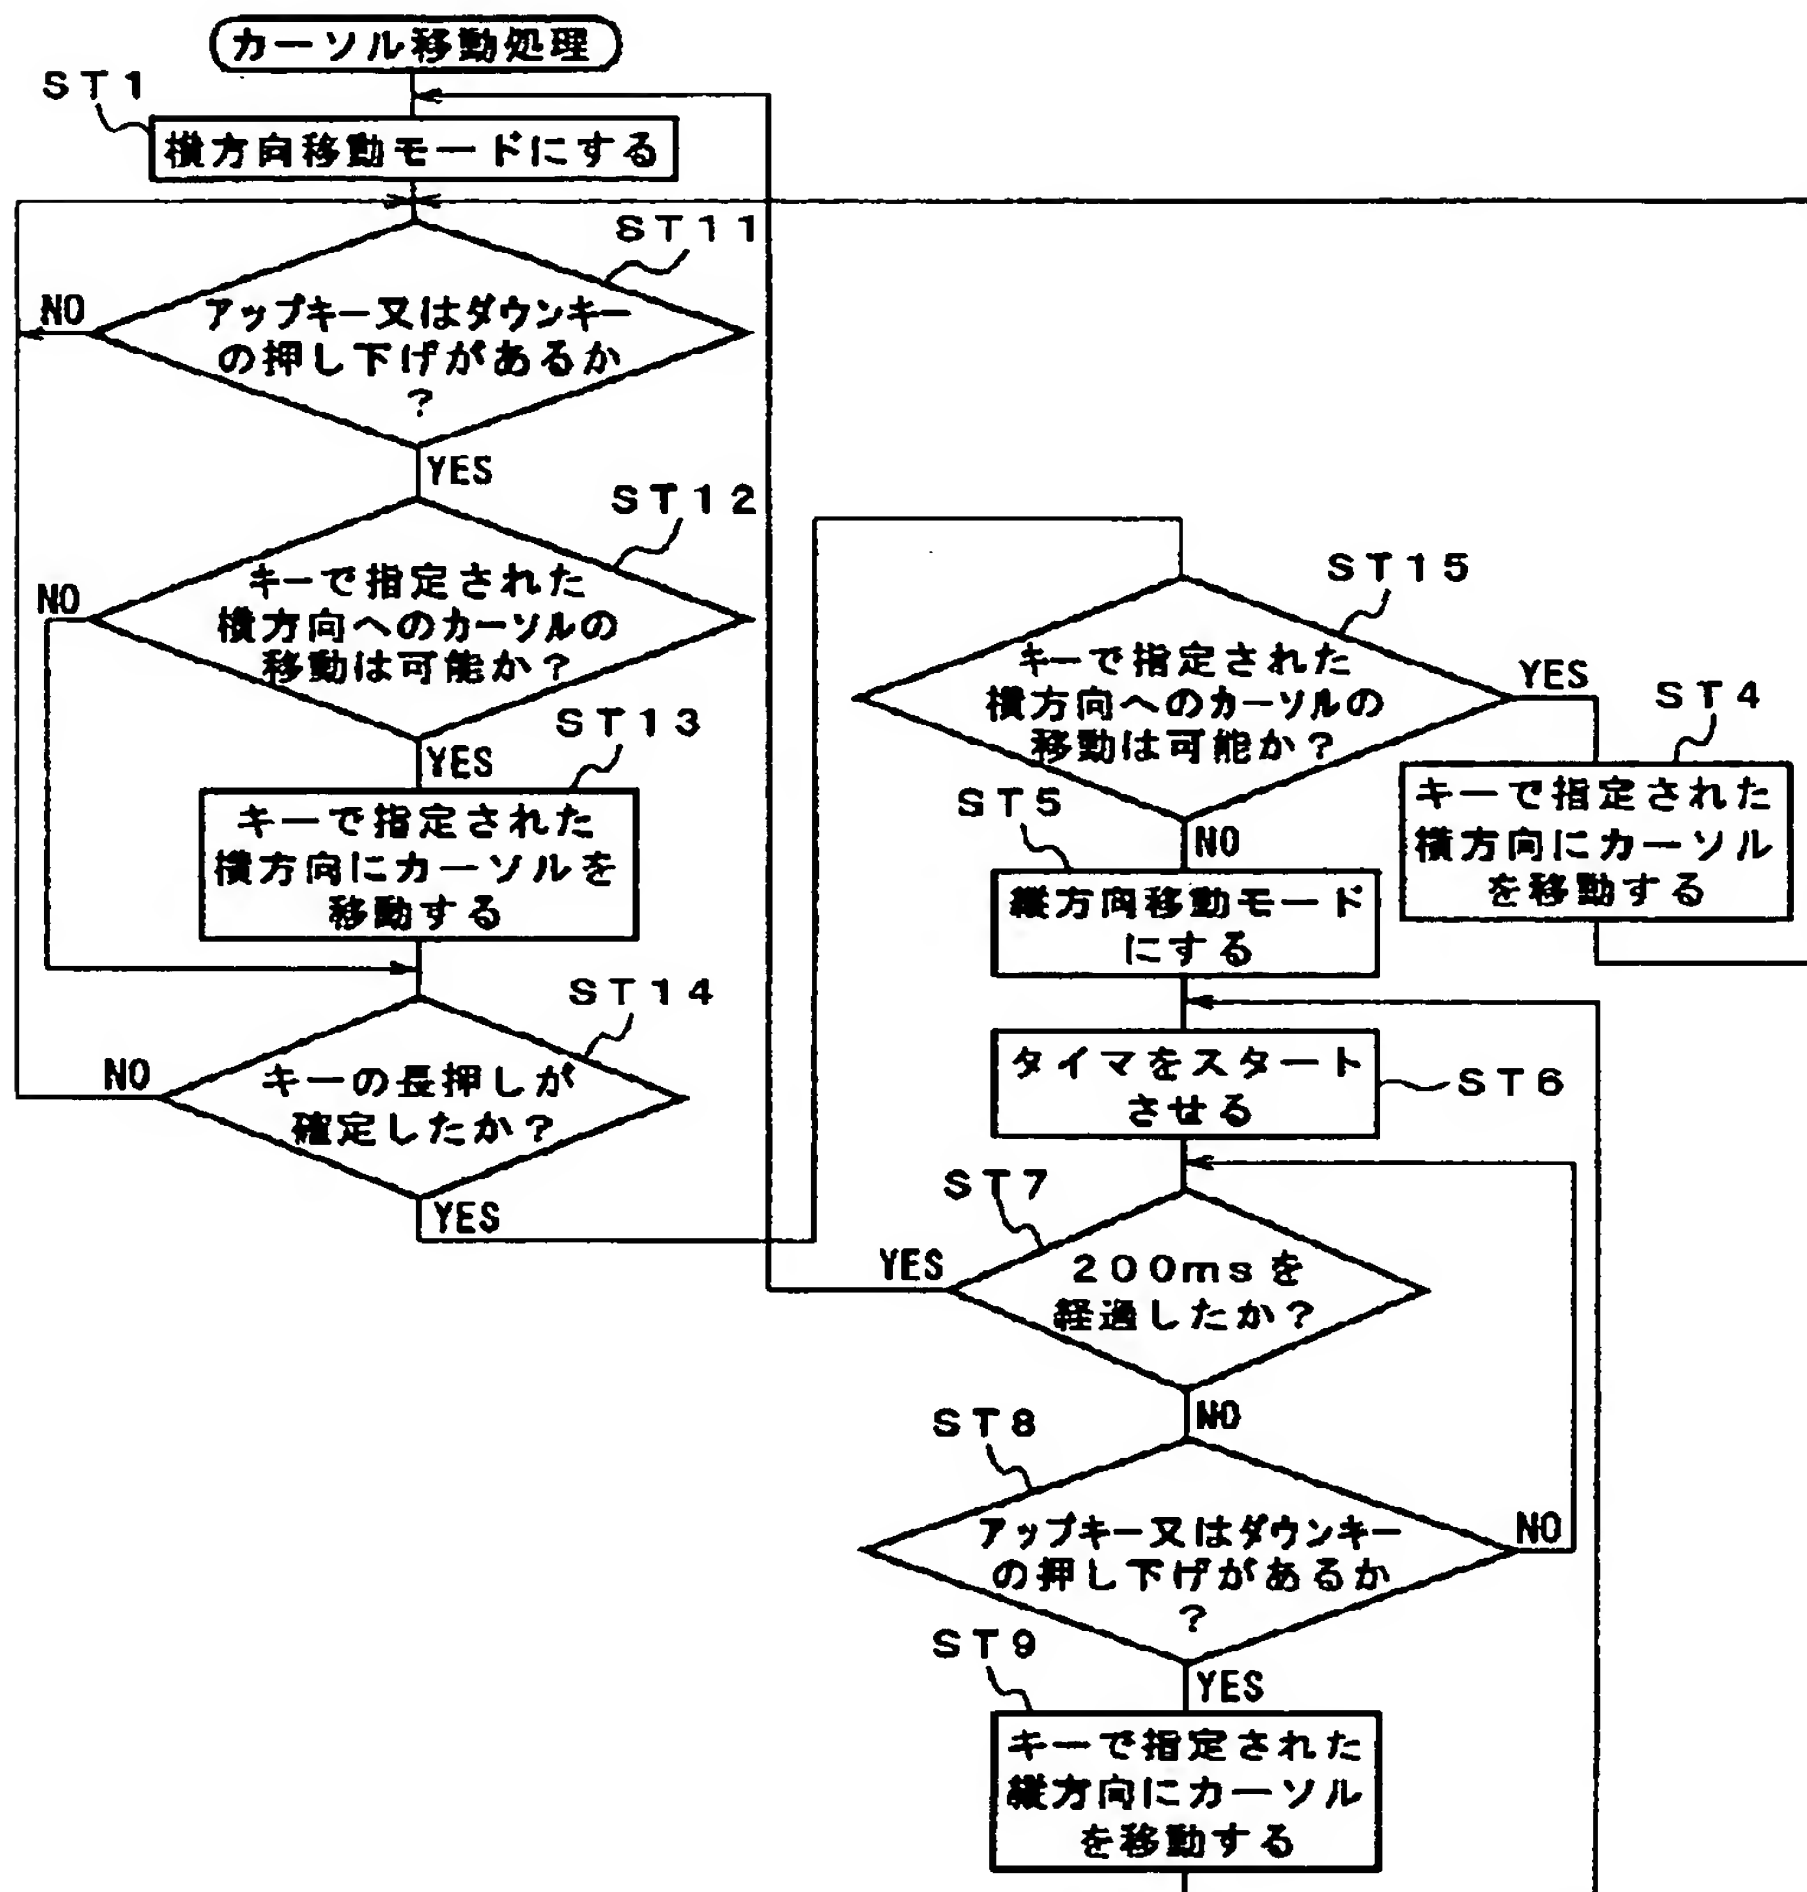 カーソル移動処理
ST1
横方向移動モードにする
ST11
NO
アップキー又はダウンキー
の押し下げがあるか
?
YES
ST12
NO
キーで指定された
横方向へのカーソルの
移動は可能か?
YES
ST13
キーで指定された
横方向にカーソルを
移動する
ST14
NO
キーの長押しが
確定したか?
YES
ST15
キーで指定された
横方向へのカーソルの
移動は可能か?
YES
ST4
キーで指定された
横方向にカーソル
を移動する
NO
ST5
縦方向移動モード
にする
タイマをスタート
させる
ST6
ST7
YES
200msを
経過したか?
NO
ST8
アップキー又はダウンキー
の押し下げがあるか
?
NO
YES
ST9
キーで指定された
縦方向にカーソル
を移動する